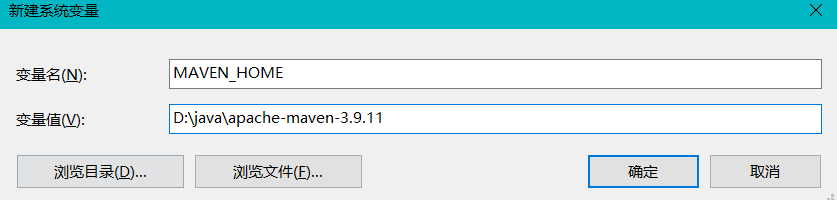 新建系统变量
变量名(N):
MAVEN_HOME
变量值(V):
D:\java\apache-maven-3.9.11
浏览目录(D)...
浏览文件(F)...
确定
取消